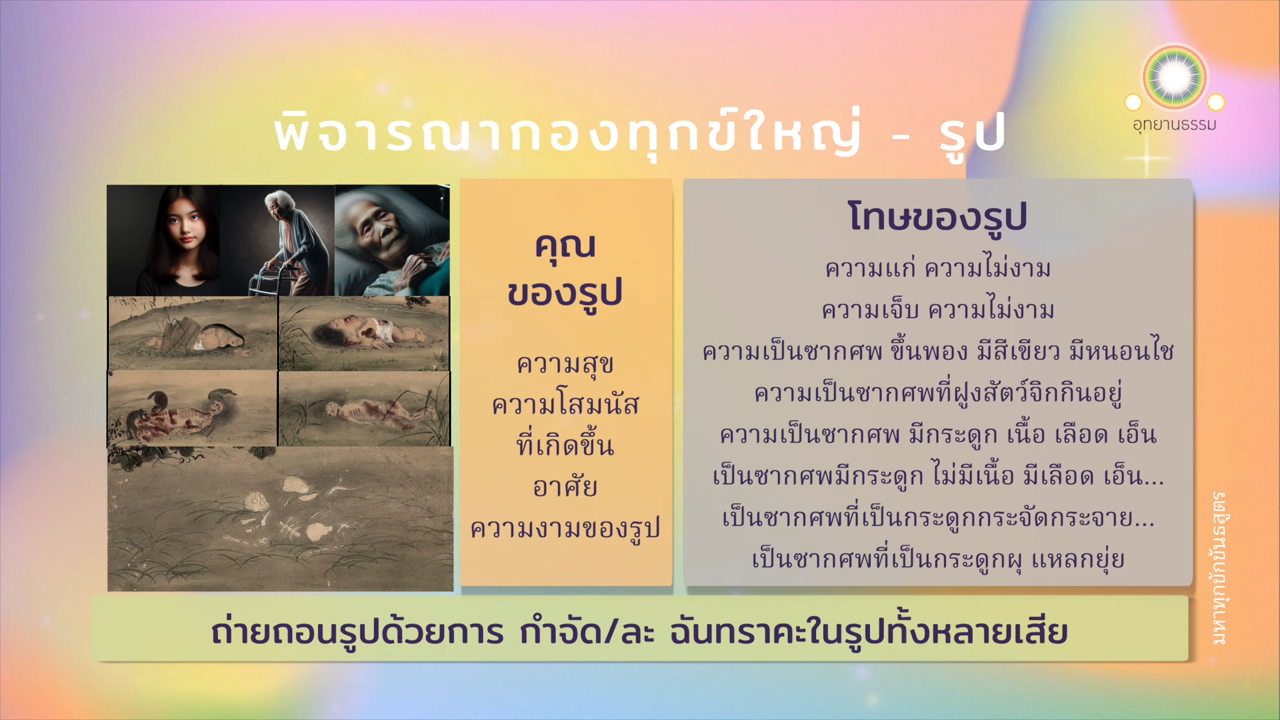 อุทยานธรรม
พิจารณากองทุกข์ใหญ่ - รูป
คุณ
ของรูป
ความสุข
ความโสมนัส
ที่เกิดขึ้น
อาศัย
ความงามของรูป
โทษของรูป
ความแก่ ความไม่งาม
ความเจ็บ ความไม่งาม
ความเป็นซากศพ ขึ้นพอง มีสีเขียว มีหนอนไช
ความเป็นซากศพที่ฝูงสัตว์จิกกินอยู่
ความเป็นซากศพ มีกระดูก เนื้อ เลือด เอ็น
เป็นซากศพมีกระดูก ไม่มีเนื้อ มีเลือด เอ็น...
เป็นซากศพที่เป็นกระดูกกระจัดกระจาย...
เป็นซากศพที่เป็นกระดูกผุ แหลกยุ่ย
ถ่ายถอนรูปด้วยการ กำจัด/ละ ฉันทราคะในรูปทั้งหลายเสีย
มหาทุกขักขันธสูตร